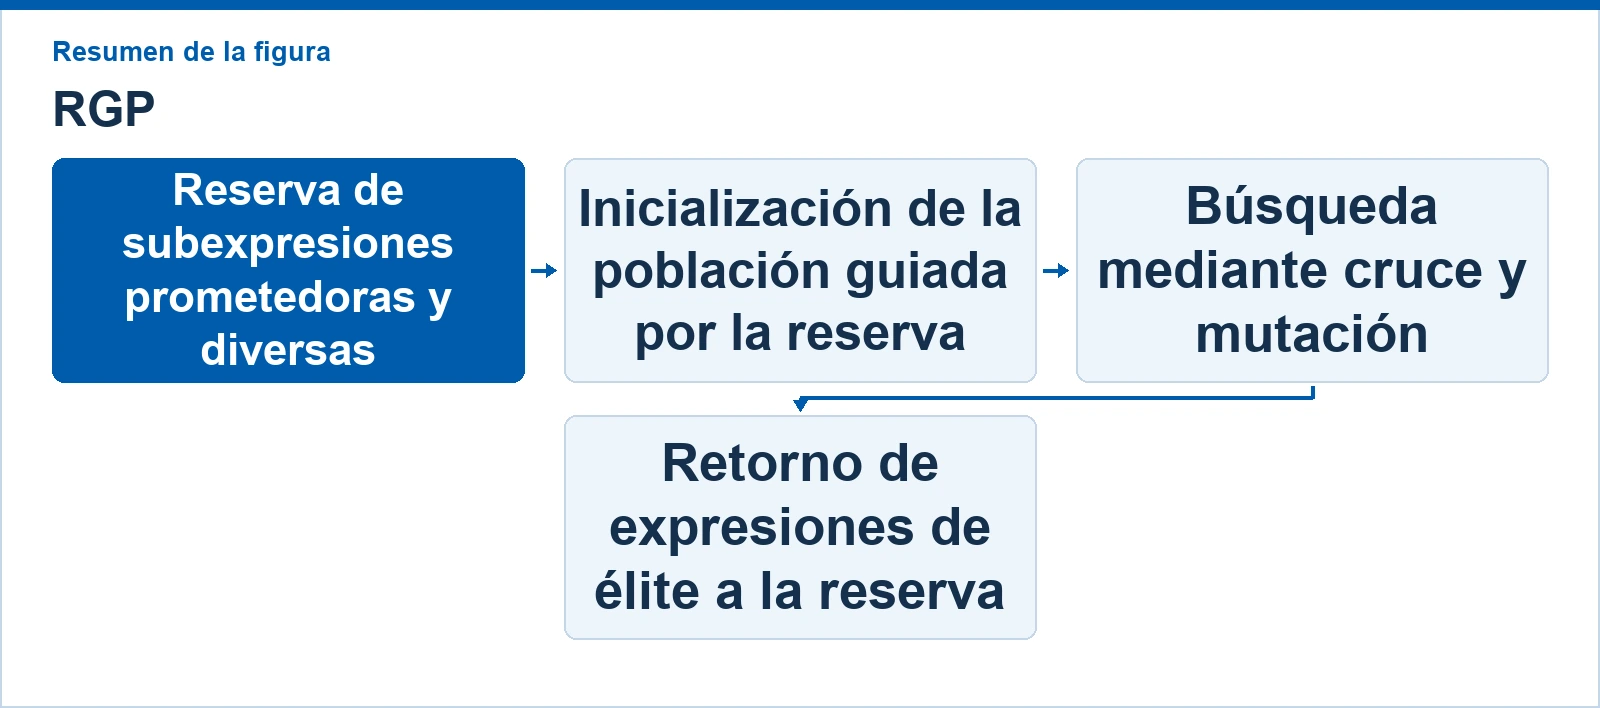 Resumen de la figura
RGP
Reserva de
subexpresiones
prometedoras y
diversas
Inicialización de la
población guiada
por la reserva
Búsqueda
mediante cruce y
mutación
Retorno de
expresiones de
élite a la reserva